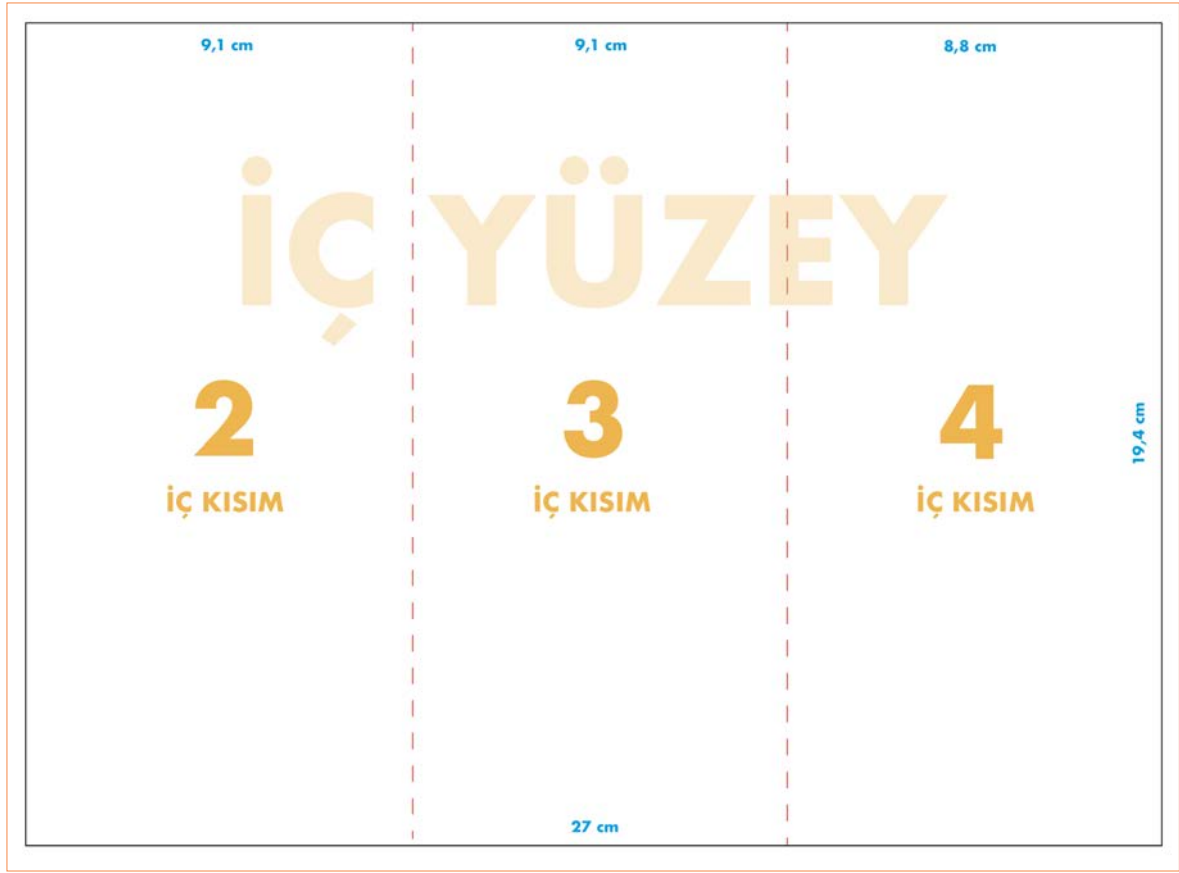 9,1 cm
9,1 cm
8,8 cm
İÇ YÜZEY
2
3
4
İÇ KISIM
İÇ KISIM
İÇ KISIM
19,4 cm
27 cm